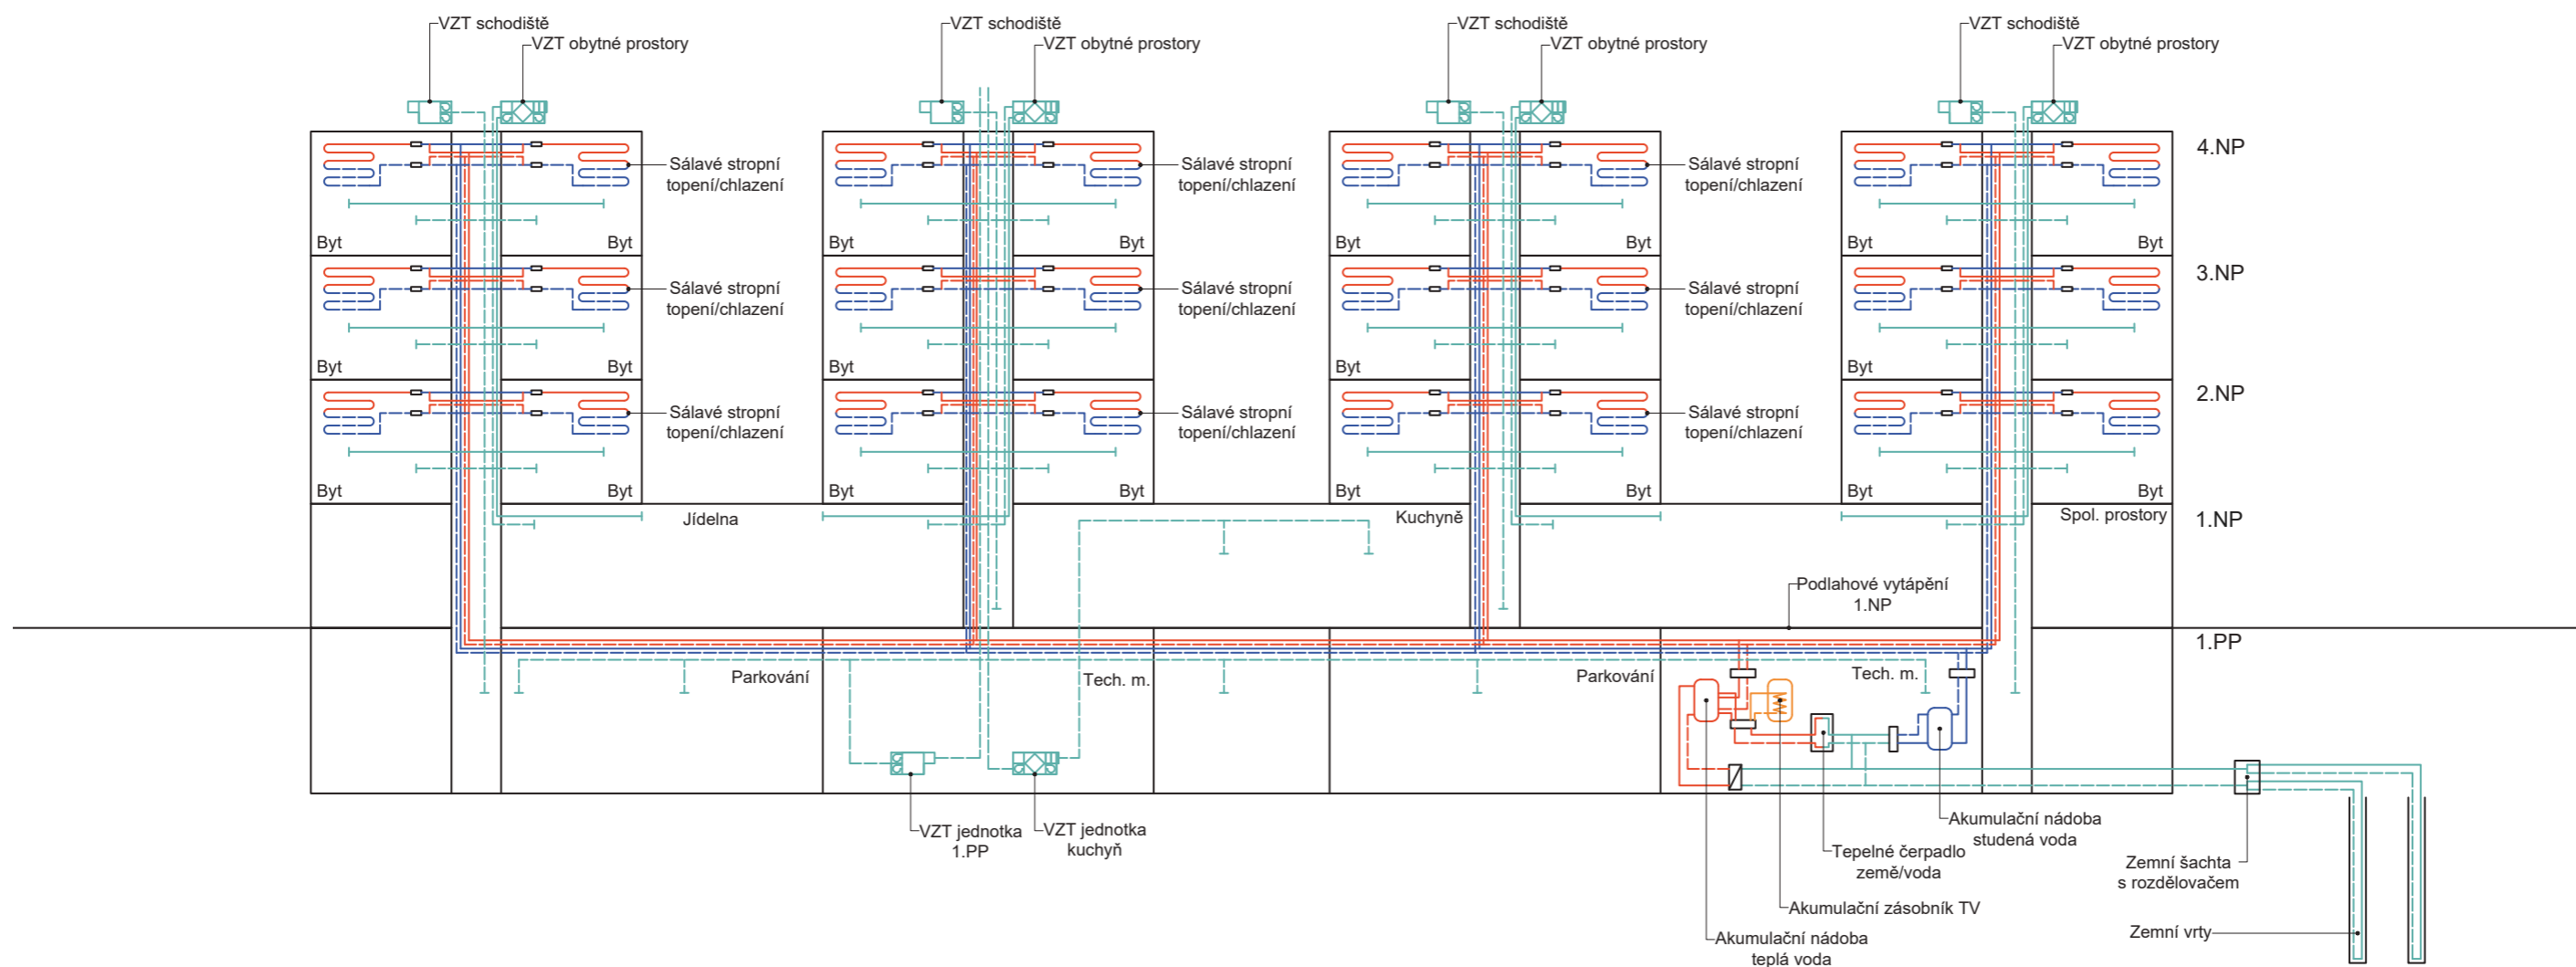 VZT schodiště
VZT obytné prostory
VZT schodiště
VZT obytné prostory
VZT schodiště
VZT obytné prostory
VZT schodiště
VZT obytné prostory
Sálavé stropní
topení/chlazení
Sálavé stropní
topení/chlazení
Sálavé stropní
topení/chlazení
4.NP
Byt
Byt
Byt
Byt
Byt
Byt
Byt
Byt
Sálavé stropní
topení/chlazení
Sálavé stropní
topení/chlazení
Sálavé stropní
topení/chlazení
3.NP
Byt
Byt
Byt
Byt
Byt
Byt
Byt
Sálavé stropní
topení/chlazení
Sálavé stropní
topení/chlazení
Sálavé stropní
topení/chlazení
2.NP
Byt
Byt
Byt
Byt
Byt
Byt
Byt
Byt
Jídelna
Kuchyně
Spol. prostory
1.NP
Podlahové vytápění
1.NP
1.PP
Parkování
Tech. m.
Parkování
Tech. m.
VZT jednotka
1.PP
VZT jednotka
kuchyň
Akumulační nádoba
studená voda
Tepelné čerpadlo
země/voda
Zemní šachta
s rozdělovačem
Akumulační zásobník TV
Zemní vrty
Akumulační nádoba
teplá voda